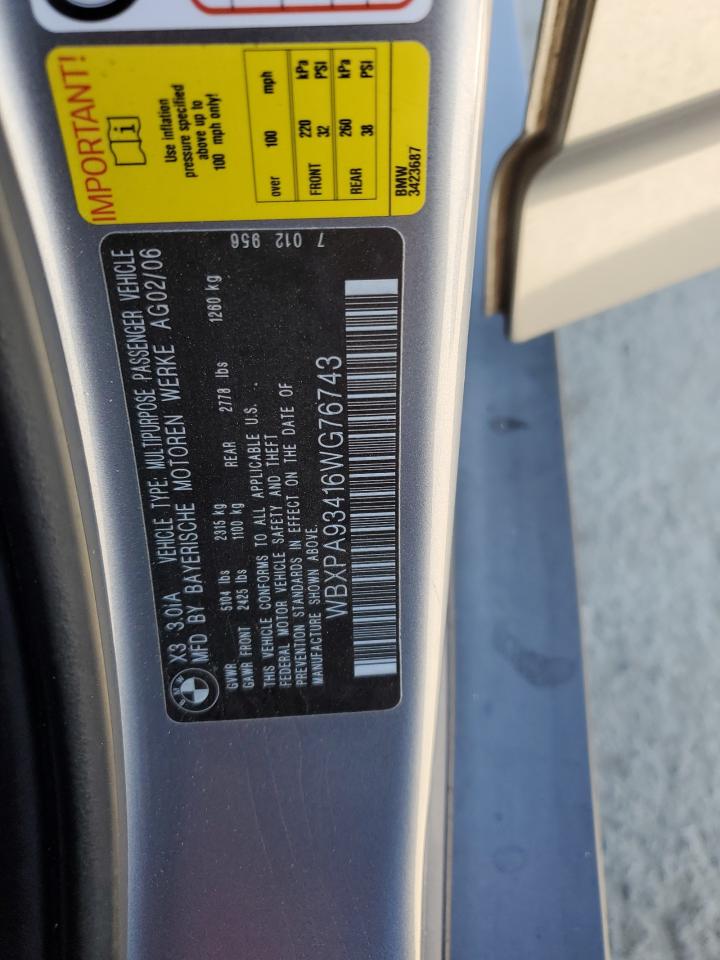 IMPORTANT!
Use inflation
pressure specified
above up to
100 mph only!
over 100 mph
FRONT 220 kPa
32 PSI
REAR 260 kPa
38 PSI
BMW
3423687
BMW
X3 3.0iA VEHICLE TYPE: MULTIPURPOSE PASSENGER VEHICLE
MFD BY BAYERISCHE MOTOREN WERKE AG02/06
GVWR 5104 lbs 2315 kg
GAWR FRONT 2425 lbs 1100 kg REAR 2778 lbs 1260 kg
THIS VEHICLE CONFORMS TO ALL APPLICABLE U.S.
FEDERAL MOTOR VEHICLE SAFETY AND THEFT
PREVENTION STANDARDS IN EFFECT ON THE DATE OF
MANUFACTURE SHOWN ABOVE.
WBXPA93416WG76743
7 012 956